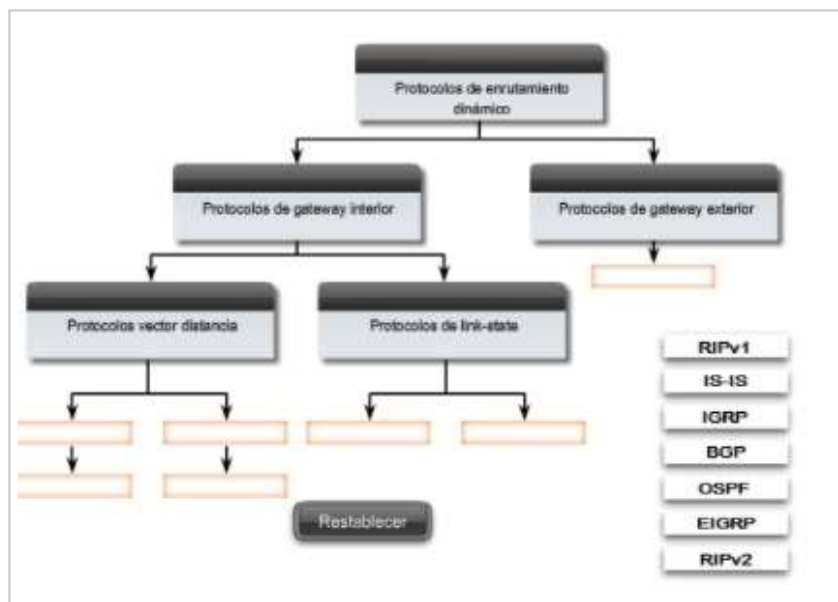 Protocolos de enrutamiento
dinámico
Protocolos de gateway interior
Protocolos de gateway exterior
Protocolos vector distancia
Protocolos de link-state
RIPv1
IS-IS
IGRP
BGP
OSPF
EIGRP
RIPv2
Restablecer